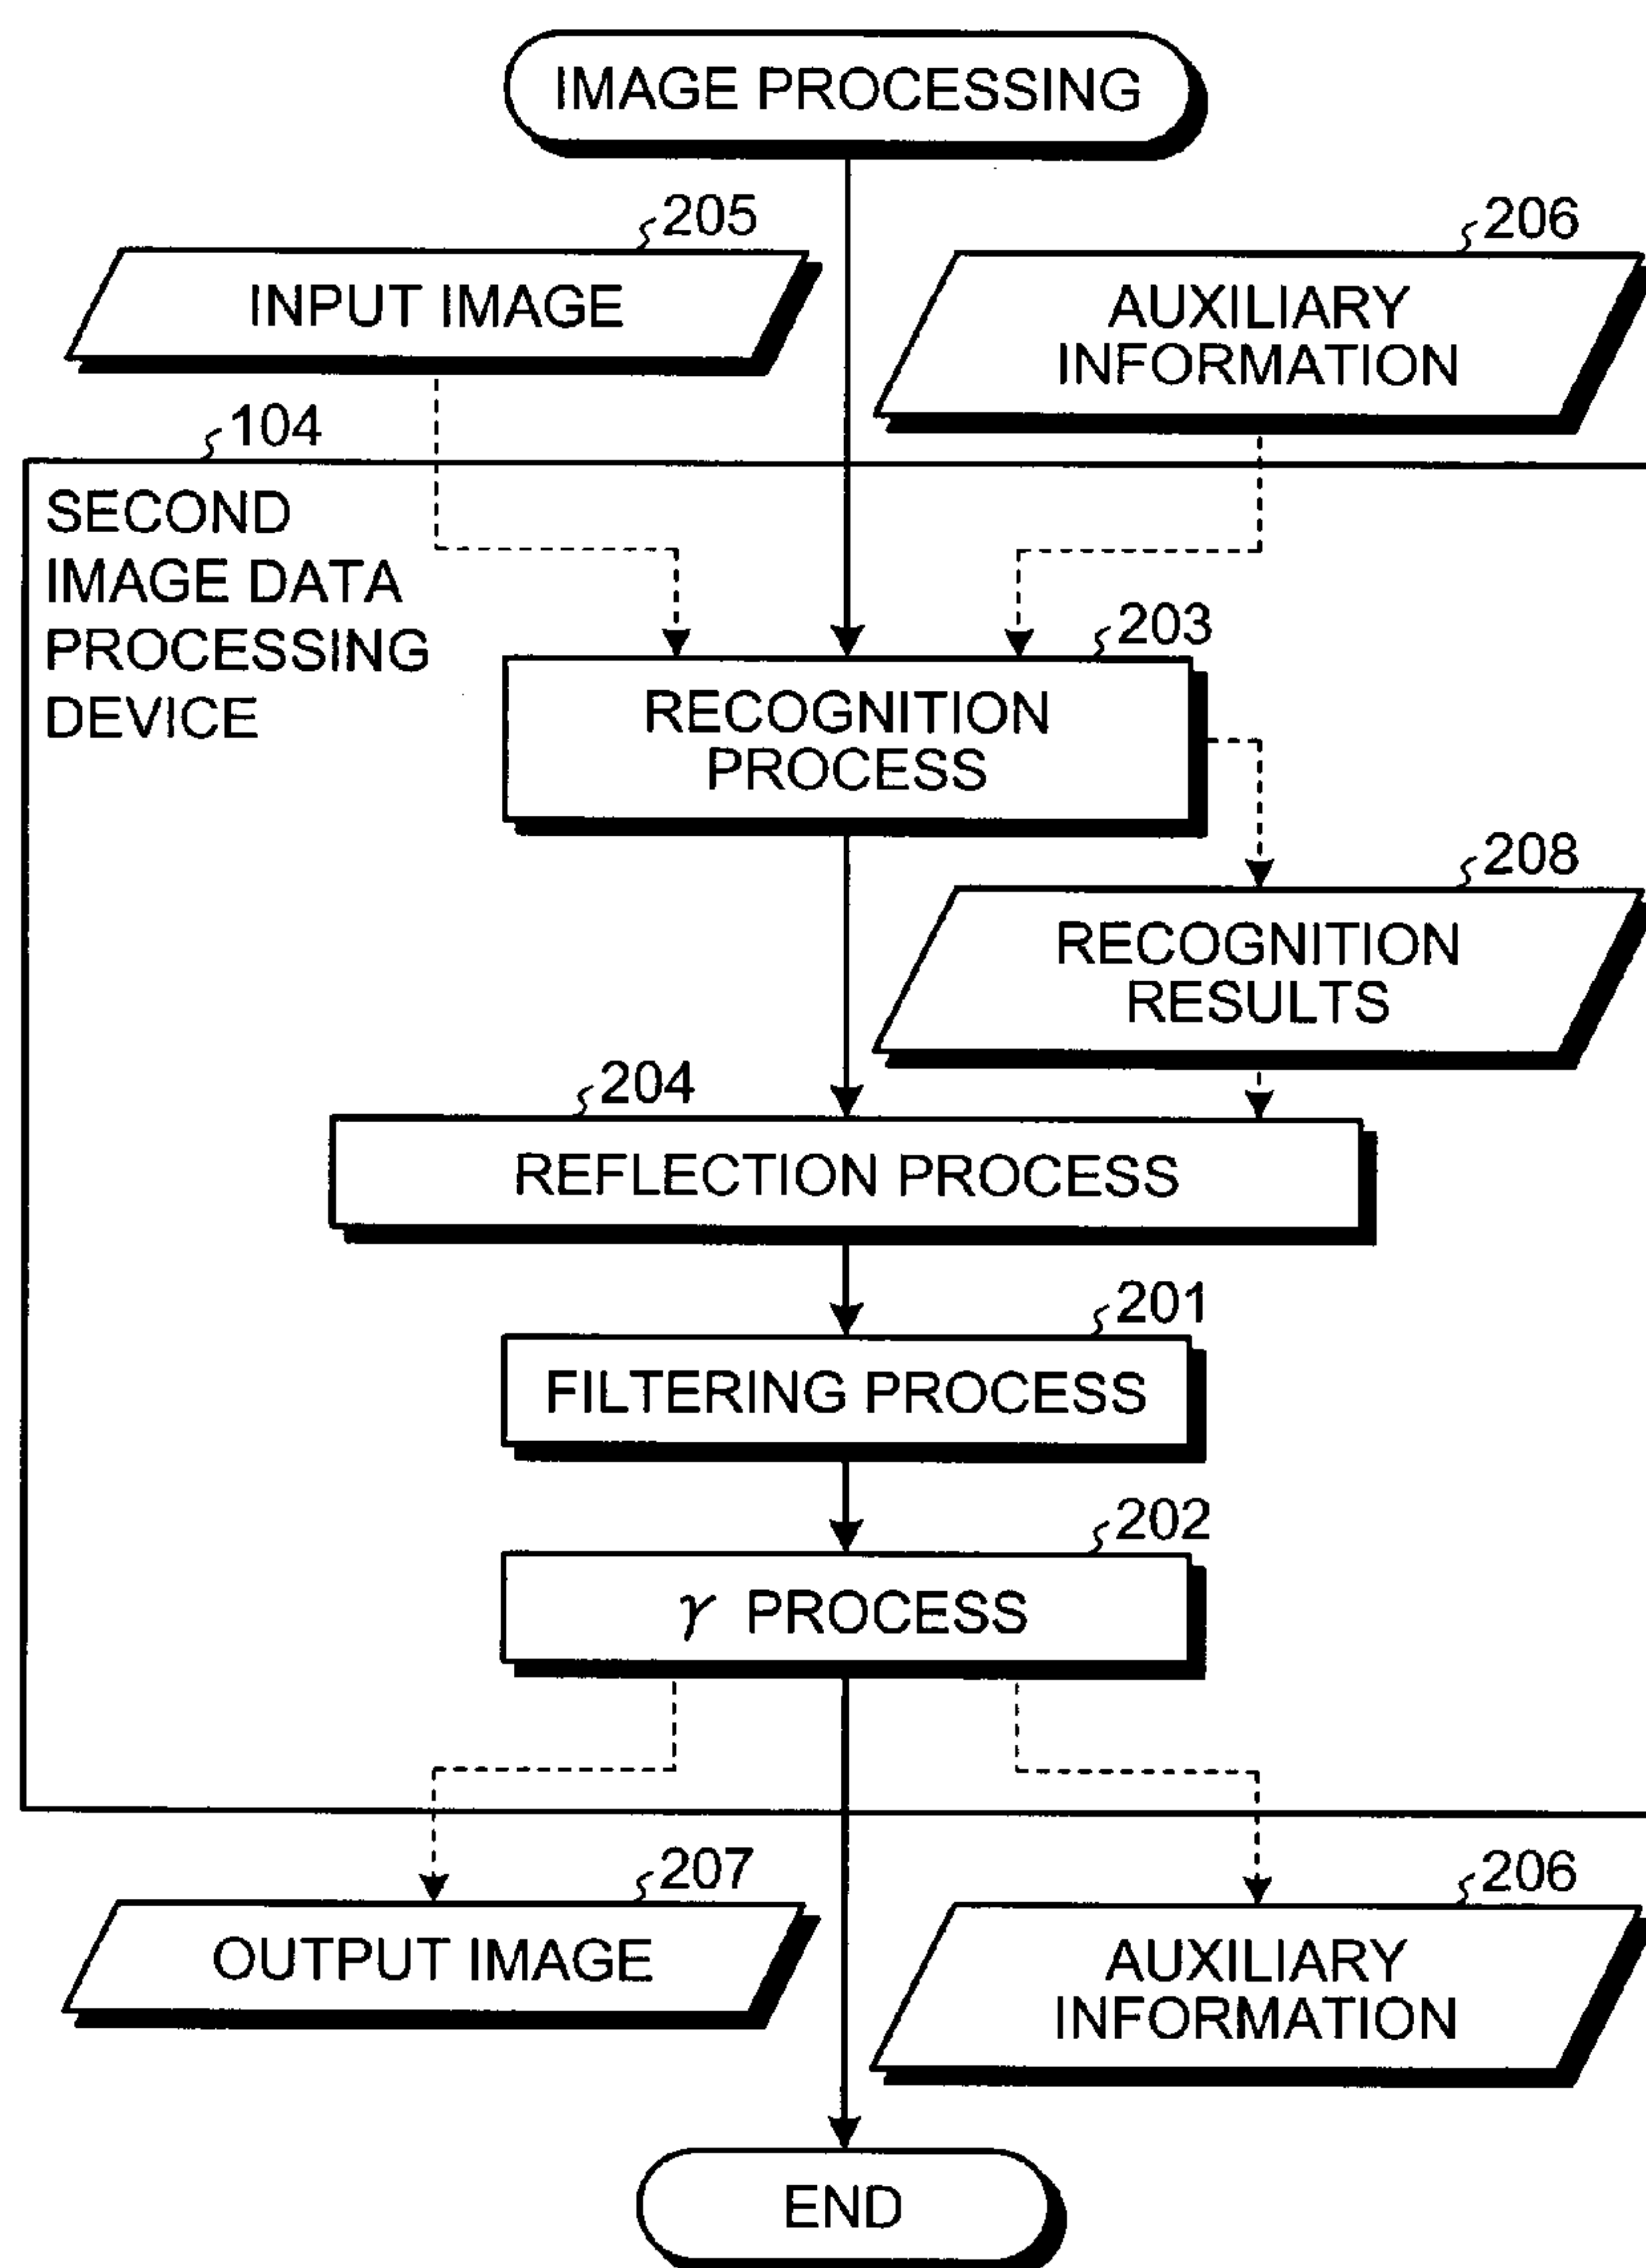 IMAGE PROCESSING
205
INPUT IMAGE
206
AUXILIARY
INFORMATION
104
SECOND
IMAGE DATA
PROCESSING
DEVICE
203
RECOGNITION
PROCESS
208
RECOGNITION
RESULTS
204
REFLECTION PROCESS
201
FILTERING PROCESS
202
γ PROCESS
207
OUTPUT IMAGE
206
AUXILIARY
INFORMATION
END